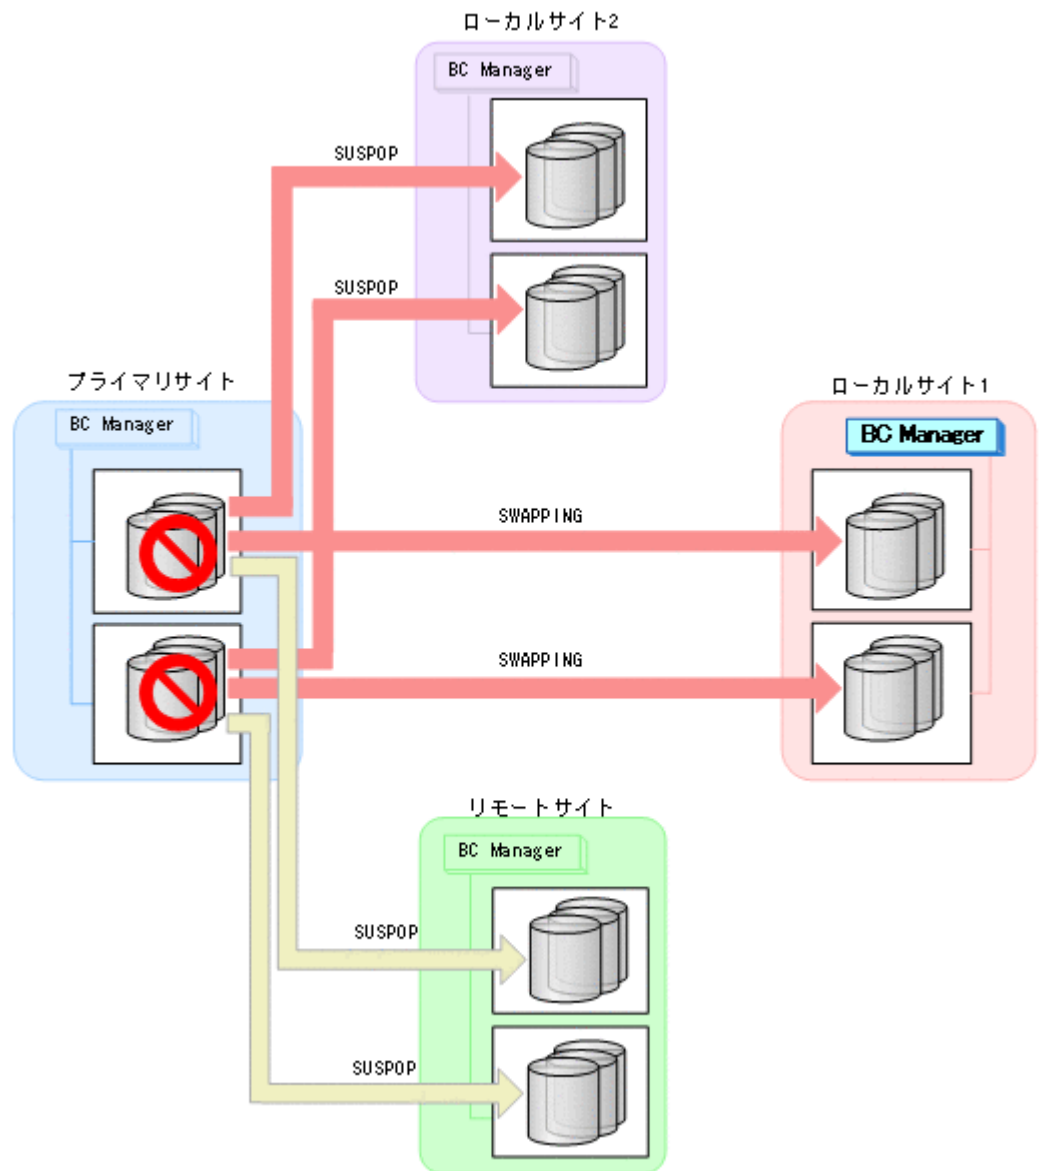 ローカルサイト2
BC Manager
SUSPOP
SUSPOP
プライマリサイト
BC Manager
ローカルサイト1
BC Manager
SWAPPING
SWAPPING
リモートサイト
BC Manager
SUSPOP
SUSPOP